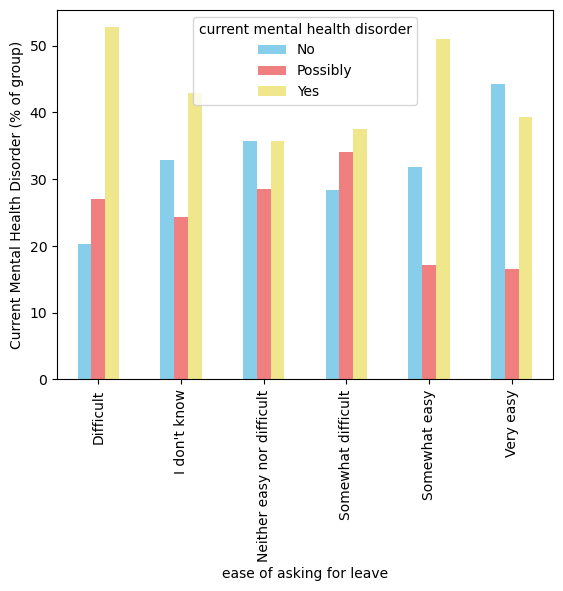 current mental health disorder
No
Possibly
Yes
Current Mental Health Disorder (% of group)
50
40
30
20
10
0
Difficult
I don't know
Neither easy nor difficult
Somewhat difficult
Somewhat easy
Very easy
ease of asking for leave